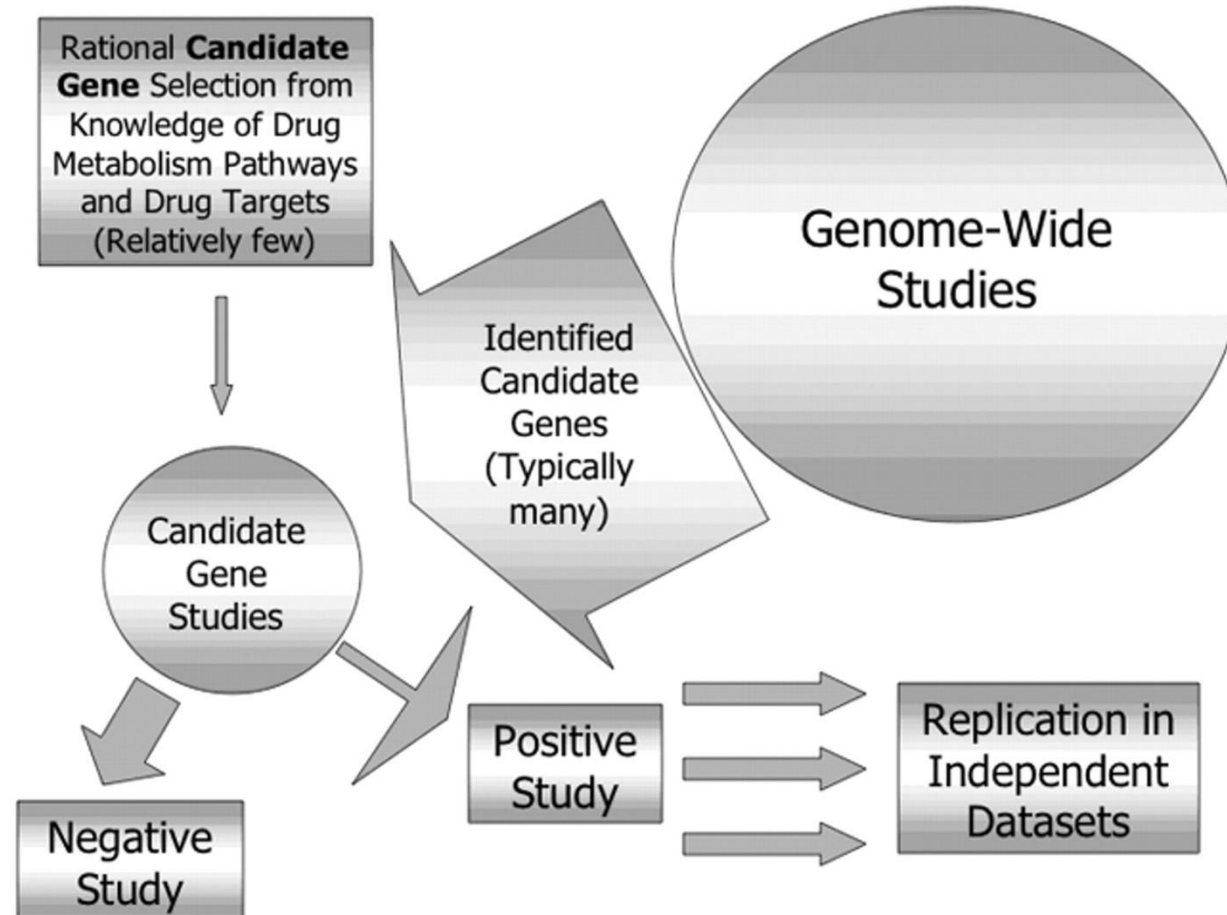 Rational Candidate
Gene Selection from
Knowledge of Drug
Metabolism Pathways
and Drug Targets
(Relatively few)
Genome-Wide
Studies
Identified
Candidate
Genes
(Typically
many)
Candidate
Gene
Studies
Positive
Study
Replication in
Independent
Datasets
Negative
Study